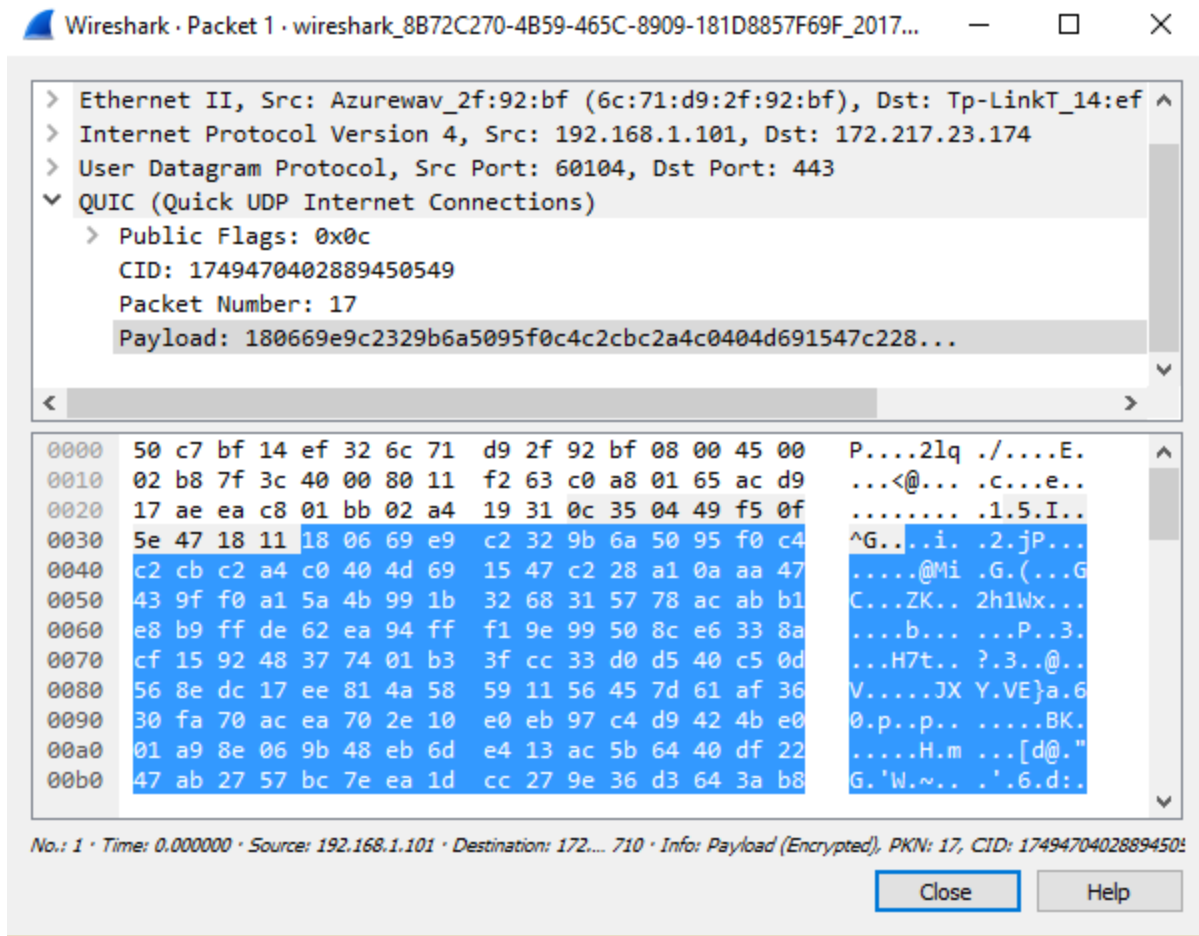 Wireshark · Packet 1 · wireshark_8B72C270-4B59-465C-8909-181D8857F69F_2017...
Ethernet II, Src: Azurewav_2f:92:bf (6c:71:d9:2f:92:bf), Dst: Tp-LinkT_14:ef
Internet Protocol Version 4, Src: 192.168.1.101, Dst: 172.217.23.174
User Datagram Protocol, Src Port: 60104, Dst Port: 443
QUIC (Quick UDP Internet Connections)
Public Flags: 0x0c
CID: 1749470402889450549
Packet Number: 17
Payload: 180669e9c2329b6a5095f0c4c2cbc2a4c0404d691547c228...
0000 50 c7 bf 14 ef 32 6c 71 d9 2f 92 bf 08 00 45 00 P....2lq ./....E.
0010 02 b8 7f 3c 40 00 80 11 f2 63 c0 a8 01 65 ac d9 ...<@... .c...e..
0020 17 ae ea c8 01 bb 02 a4 19 31 0c 35 04 49 f5 0f ........ .1.5.I..
0030 5e 47 18 11 18 06 69 e9 c2 32 9b 6a 50 95 f0 c4 ^G....i. .2.jP...
0040 c2 cb c2 a4 c0 40 4d 69 15 47 c2 28 a1 0a aa 47 .....@Mi .G.(...G
0050 43 9f f0 a1 5a 4b 99 1b 32 68 31 57 78 ac ab b1 C...ZK.. 2h1Wx...
0060 e8 b9 ff de 62 ea 94 ff f1 9e 99 50 8c e6 33 8a ....b... ...P..3.
0070 cf 15 92 48 37 74 01 b3 3f cc 33 d0 d5 40 c5 0d ...H7t.. ?.3..@..
0080 56 8e dc 17 ee 81 4a 58 59 11 56 45 7d 61 af 36 V.....JX Y.VE}a.6
0090 30 fa 70 ac ea 70 2e 10 e0 eb 97 c4 d9 42 4b e0 0.p..p.. .....BK.
00a0 01 a9 8e 06 9b 48 eb 6d e4 13 ac 5b 64 40 df 22 .....H.m ...[d@."
00b0 47 ab 27 57 bc 7e ea 1d cc 27 9e 36 d3 64 3a b8 G.'W.~.. .'.6.d:.
No.: 1 · Time: 0.000000 · Source: 192.168.1.101 · Destination: 172.... 710 · Info: Payload (Encrypted), PKN: 17, CID: 17494704028894505
Close Help